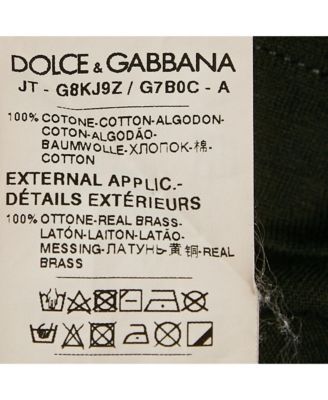 DOLCE & GABBANA
JT - G8KJ9Z / G7B0C - A
100% COTONE-COTTON-ALGODON-
COTON-ALGODÃO-
BAUMWOLLE-ХЛОПОК-棉-
COTTON
EXTERNAL APPLIC.-
DÉTAILS EXTÉRIEURS
100% OTTONE-REAL BRASS-
LATÓN-LAITON-LATÃO-
MESSING-ЛАТУНЬ-黄铜-REAL
BRASS